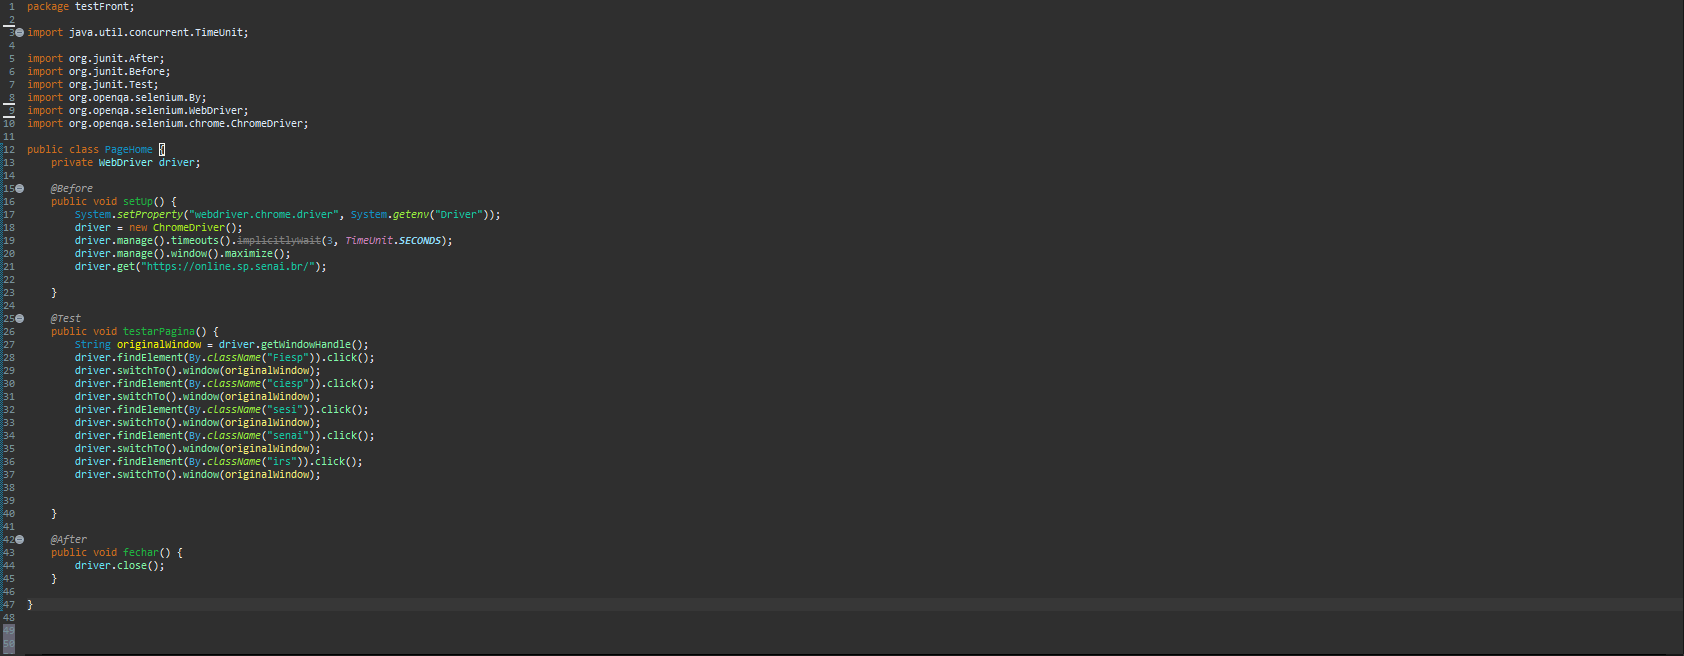 1 package testFront;
2
3 import java.util.concurrent.TimeUnit;
4
5 import org.junit.After;
6 import org.junit.Before;
7 import org.junit.Test;
8 import org.openqa.selenium.By;
9 import org.openqa.selenium.WebDriver;
10 import org.openqa.selenium.chrome.ChromeDriver;
11
12 public class PageHome {
13     private WebDriver driver;
14
15     @Before
16     public void setUp() {
17         System.setProperty("webdriver.chrome.driver", System.getenv("Driver"));
18         driver = new ChromeDriver();
19         driver.manage().timeouts().implicitlyWait(3, TimeUnit.SECONDS);
20         driver.manage().window().maximize();
21         driver.get("https://online.sp.senai.br/");
22
23     }
24
25     @Test
26     public void testarPagina() {
27         String originalWindow = driver.getWindowHandle();
28         driver.findElement(By.className("Fiesp")).click();
29         driver.switchTo().window(originalWindow);
30         driver.findElement(By.className("ciesp")).click();
31         driver.switchTo().window(originalWindow);
32         driver.findElement(By.className("sesi")).click();
33         driver.switchTo().window(originalWindow);
34         driver.findElement(By.className("senai")).click();
35         driver.switchTo().window(originalWindow);
36         driver.findElement(By.className("irs")).click();
37         driver.switchTo().window(originalWindow);
38
39
40     }
41
42     @After
43     public void fechar() {
44         driver.close();
45     }
46
47 }
48
49
50